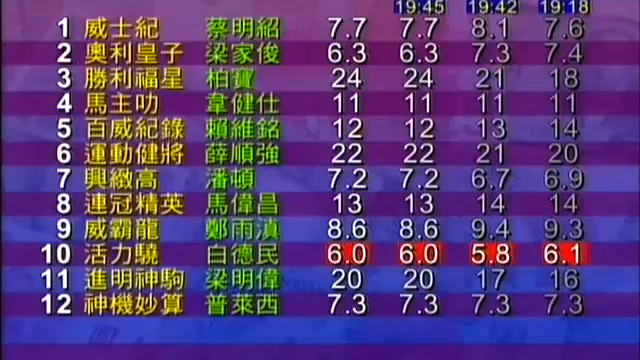 19:45 19:42 19:18
1 威士紀 蔡明紹 7.7 7.7 8.1 7.6
2 奧利皇子 梁家俊 6.3 6.3 7.3 7.4
3 勝利福星 柏寶 24 24 21 18
4 馬主叻 韋健仕 11 11 11 11
5 百威紀錄 賴維銘 12 12 13 14
6 運動健將 薛順強 22 22 21 20
7 興緻高 潘頓 7.2 7.2 6.7 6.9
8 連冠精英 馬偉昌 13 13 14 14
9 威霸龍 鄭雨滇 8.6 8.6 9.4 9.3
10 活力驍 白德民 6.0 6.0 5.8 6.1
11 進明神駒 梁明偉 20 20 17 16
12 神機妙算 普萊西 7.3 7.3 7.3 7.3